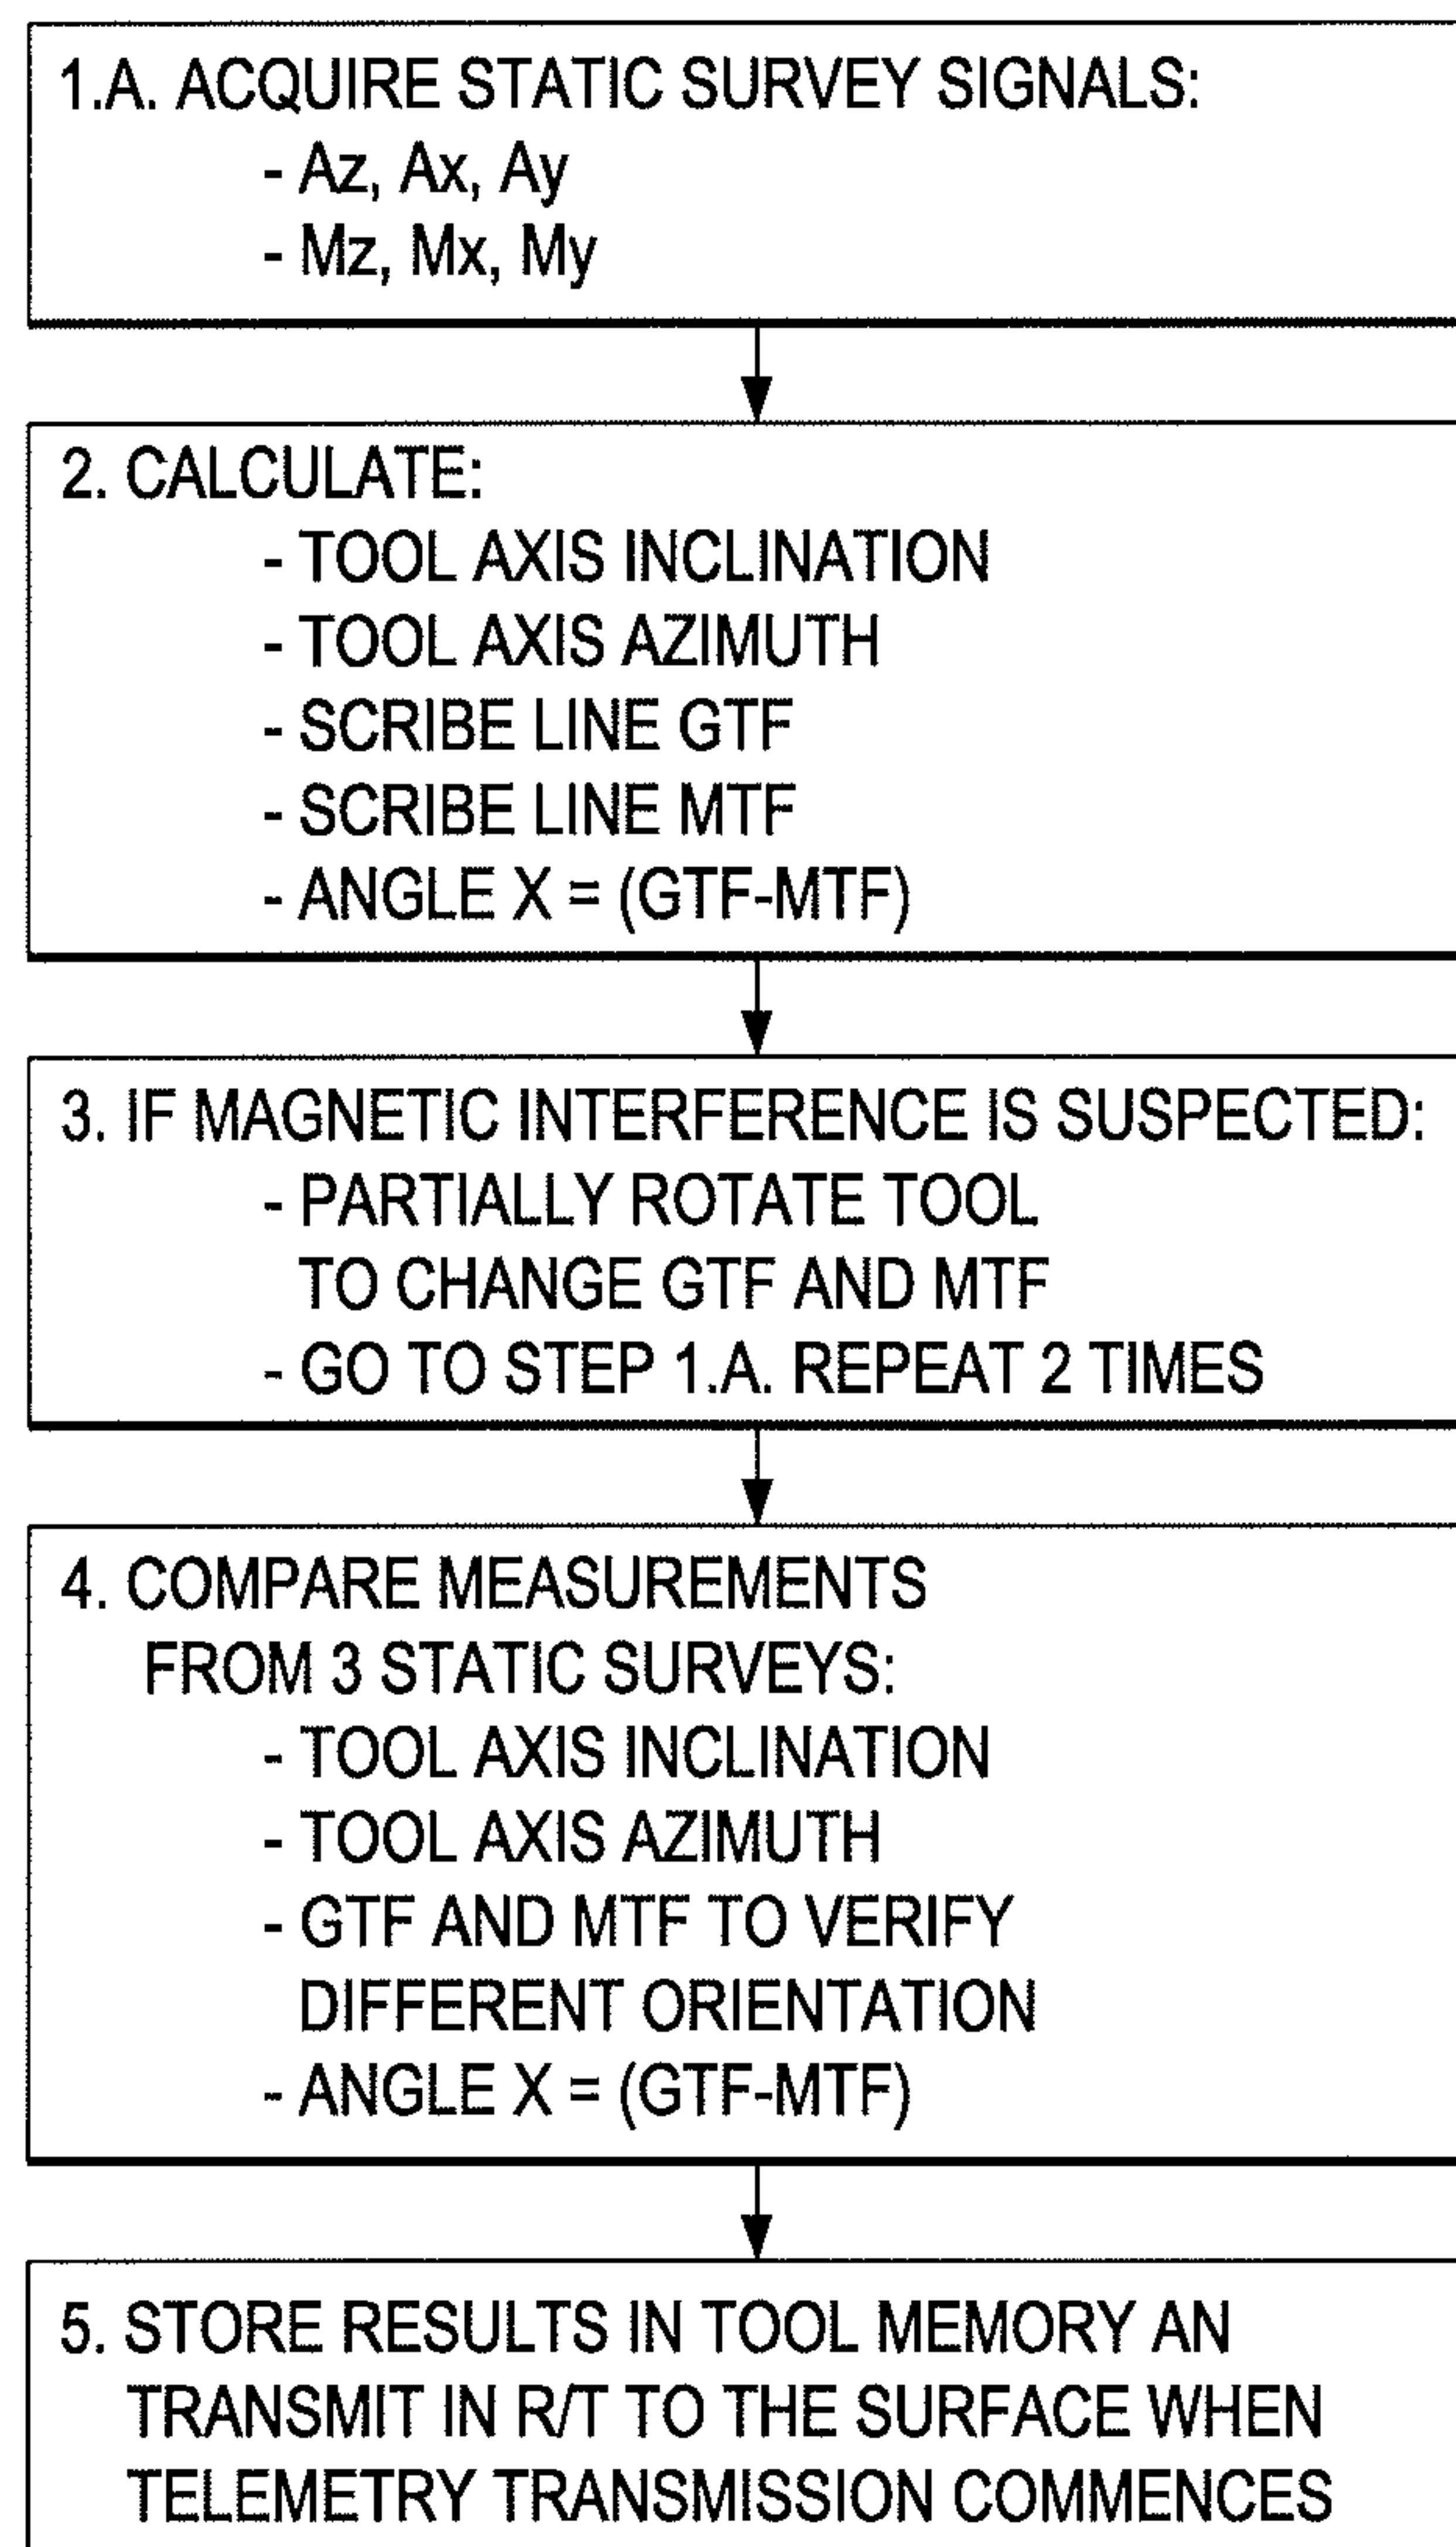 1.A. ACQUIRE STATIC SURVEY SIGNALS:
- Az, Ax, Ay
- Mz, Mx, My
2. CALCULATE:
- TOOL AXIS INCLINATION
- TOOL AXIS AZIMUTH
- SCRIBE LINE GTF
- SCRIBE LINE MTF
- ANGLE X = (GTF-MTF)
3. IF MAGNETIC INTERFERENCE IS SUSPECTED:
- PARTIALLY ROTATE TOOL
TO CHANGE GTF AND MTF
- GO TO STEP 1.A. REPEAT 2 TIMES
4. COMPARE MEASUREMENTS
FROM 3 STATIC SURVEYS:
- TOOL AXIS INCLINATION
- TOOL AXIS AZIMUTH
- GTF AND MTF TO VERIFY
DIFFERENT ORIENTATION
- ANGLE X = (GTF-MTF)
5. STORE RESULTS IN TOOL MEMORY AN
TRANSMIT IN R/T TO THE SURFACE WHEN
TELEMETRY TRANSMISSION COMMENCES